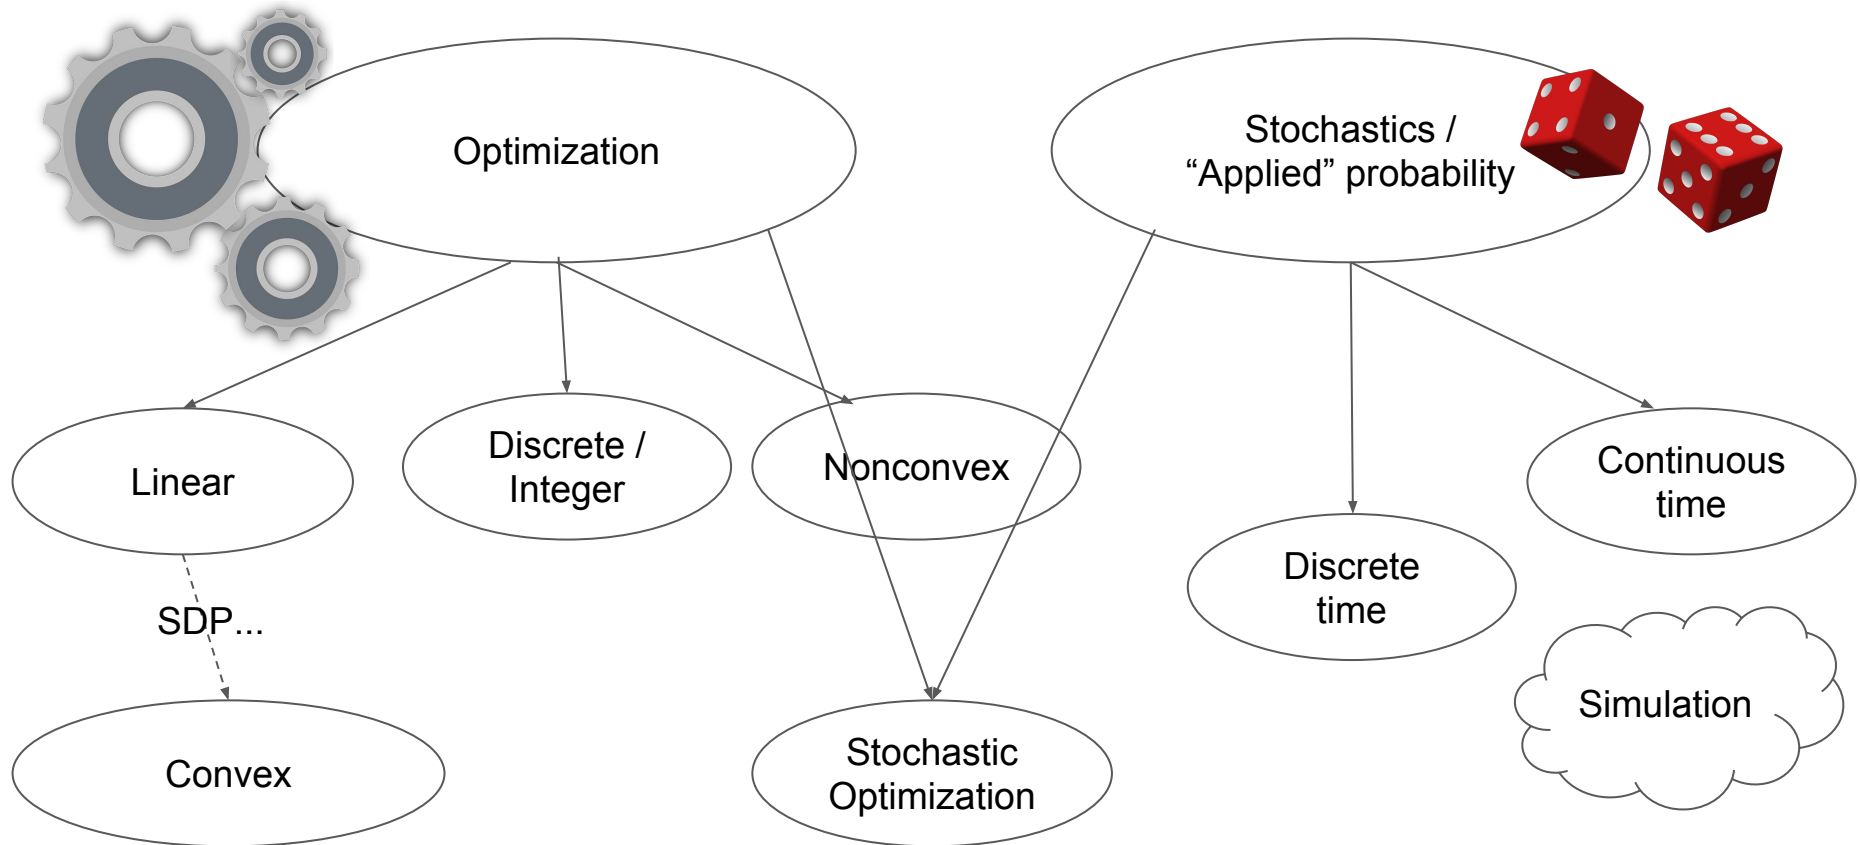 Optimization
Stochastics /
“Applied” probability
Linear
Discrete /
Integer
Nonconvex
Continuous
time
Discrete
time
SDP...
Simulation
Convex
Stochastic
Optimization